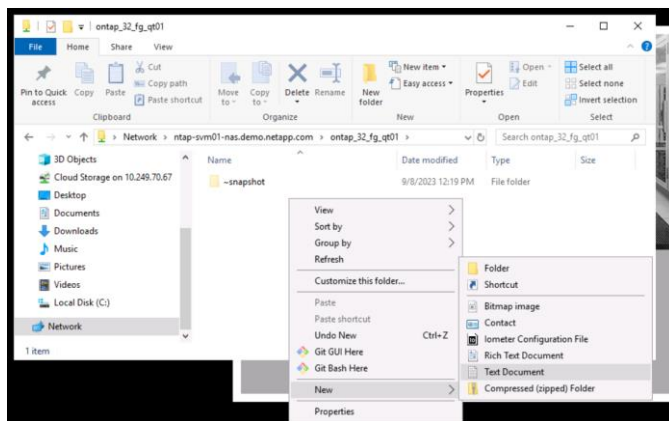 ontap_32_fg_qt01
File Home Share View
Pin to Quick access
Copy
Paste
Cut
Copy path
Paste shortcut
Clipboard
Move to
Copy to
Delete
Rename
Organize
New folder
New item
Easy access
New
Properties
Open
Edit
Open
Select all
Select none
Invert selection
Select
Network > ntap-svm01-nas.demo.netapp.com > ontap_32_fg_qt01 >
Search ontap_32_fg_qt01
Name Date modified Type Size
~snapshot 9/8/2023 12:19 PM File folder
3D Objects
Cloud Storage on 10.249.70.67
Desktop
Documents
Downloads
Music
Pictures
Videos
Local Disk (C:)
Network
1 item
View
Sort by
Group by
Refresh
Customize this folder...
Paste
Paste shortcut
Undo New Ctrl+Z
Git GUI Here
Git Bash Here
New
Properties
Folder
Shortcut
Bitmap image
Contact
Iometer Configuration File
Rich Text Document
Text Document
Compressed (zipped) Folder